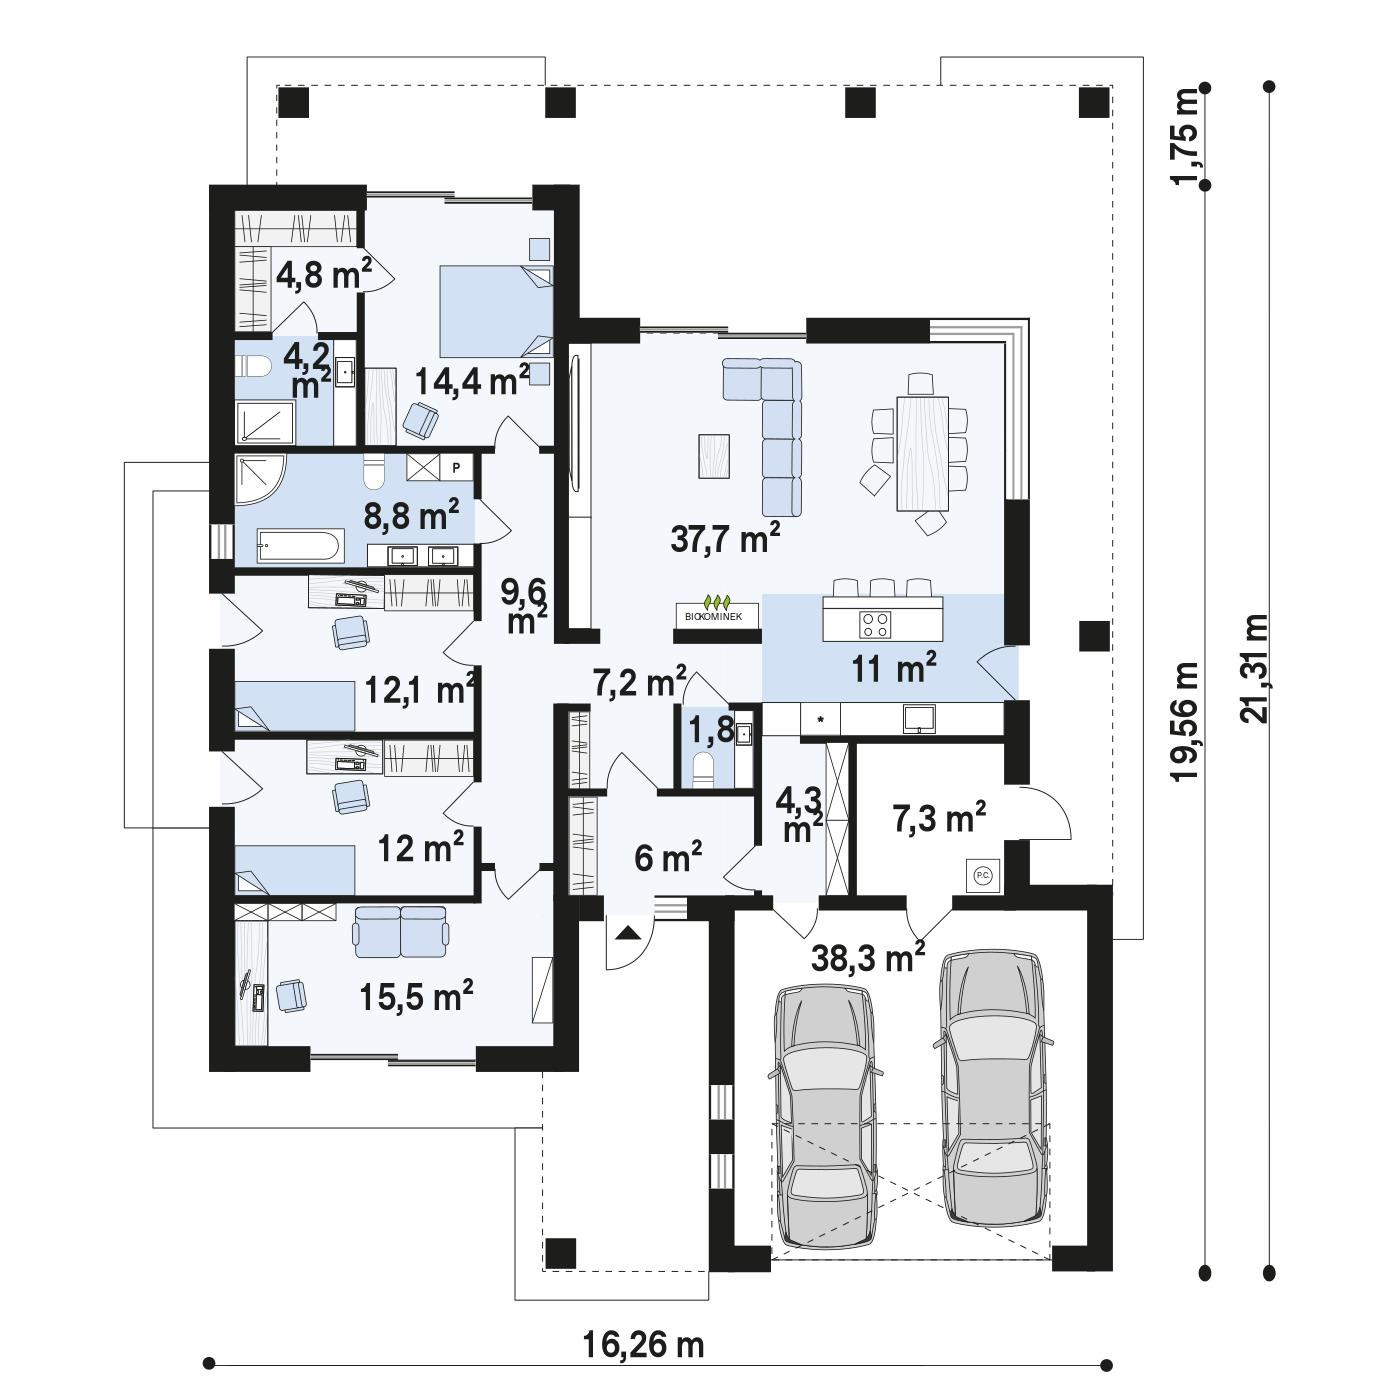 1,75 m
4,8 m²
4,2
m²
14,4 m²
P
8,8 m²
37,7 m²
9,6
m²
BIOKOMINEK
11 m²
12,1 m²
7,2 m²
1,8
*
19,56 m
21,31 m
4,3
m²
7,3 m²
12 m²
6 m²
P.C.
38,3 m²
15,5 m²
16,26 m